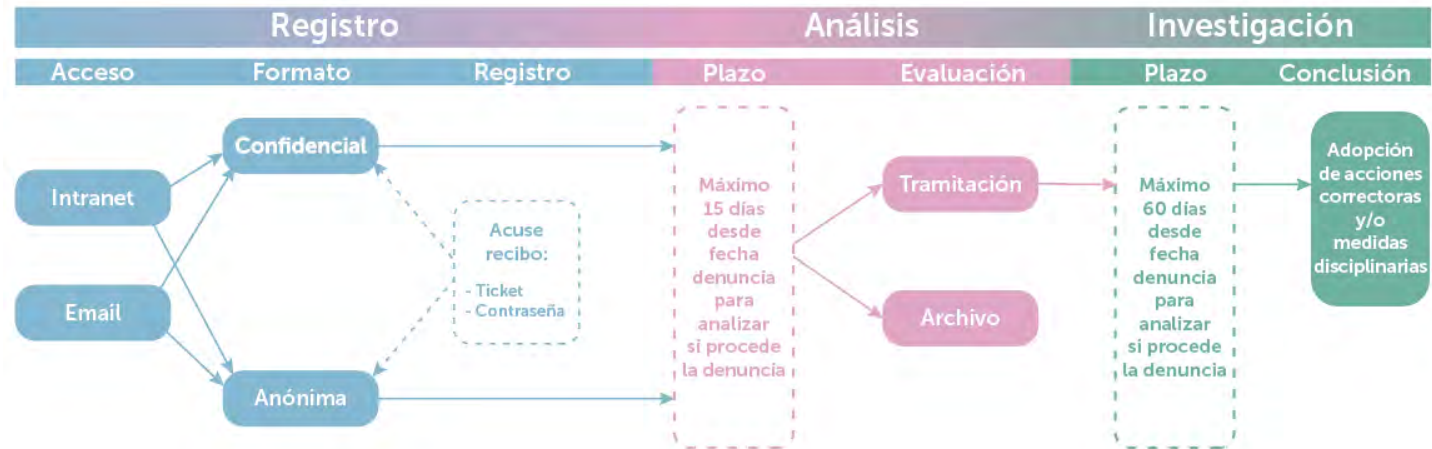 Registro
Análisis
Investigación
Acceso
Formato
Registro
Plazo
Evaluación
Plazo
Conclusión
Intranet
Email
Confidencial
Anónima
Acuse
recibo:
- Ticket
- Contraseña
Máximo
15 días
desde
fecha
denuncia
para
analizar
si procede
la denuncia
Tramitación
Archivo
Máximo
60 días
desde
fecha
denuncia
para
analizar
si procede
la denuncia
Adopción
de acciones
correctoras
y/o
medidas
disciplinarias